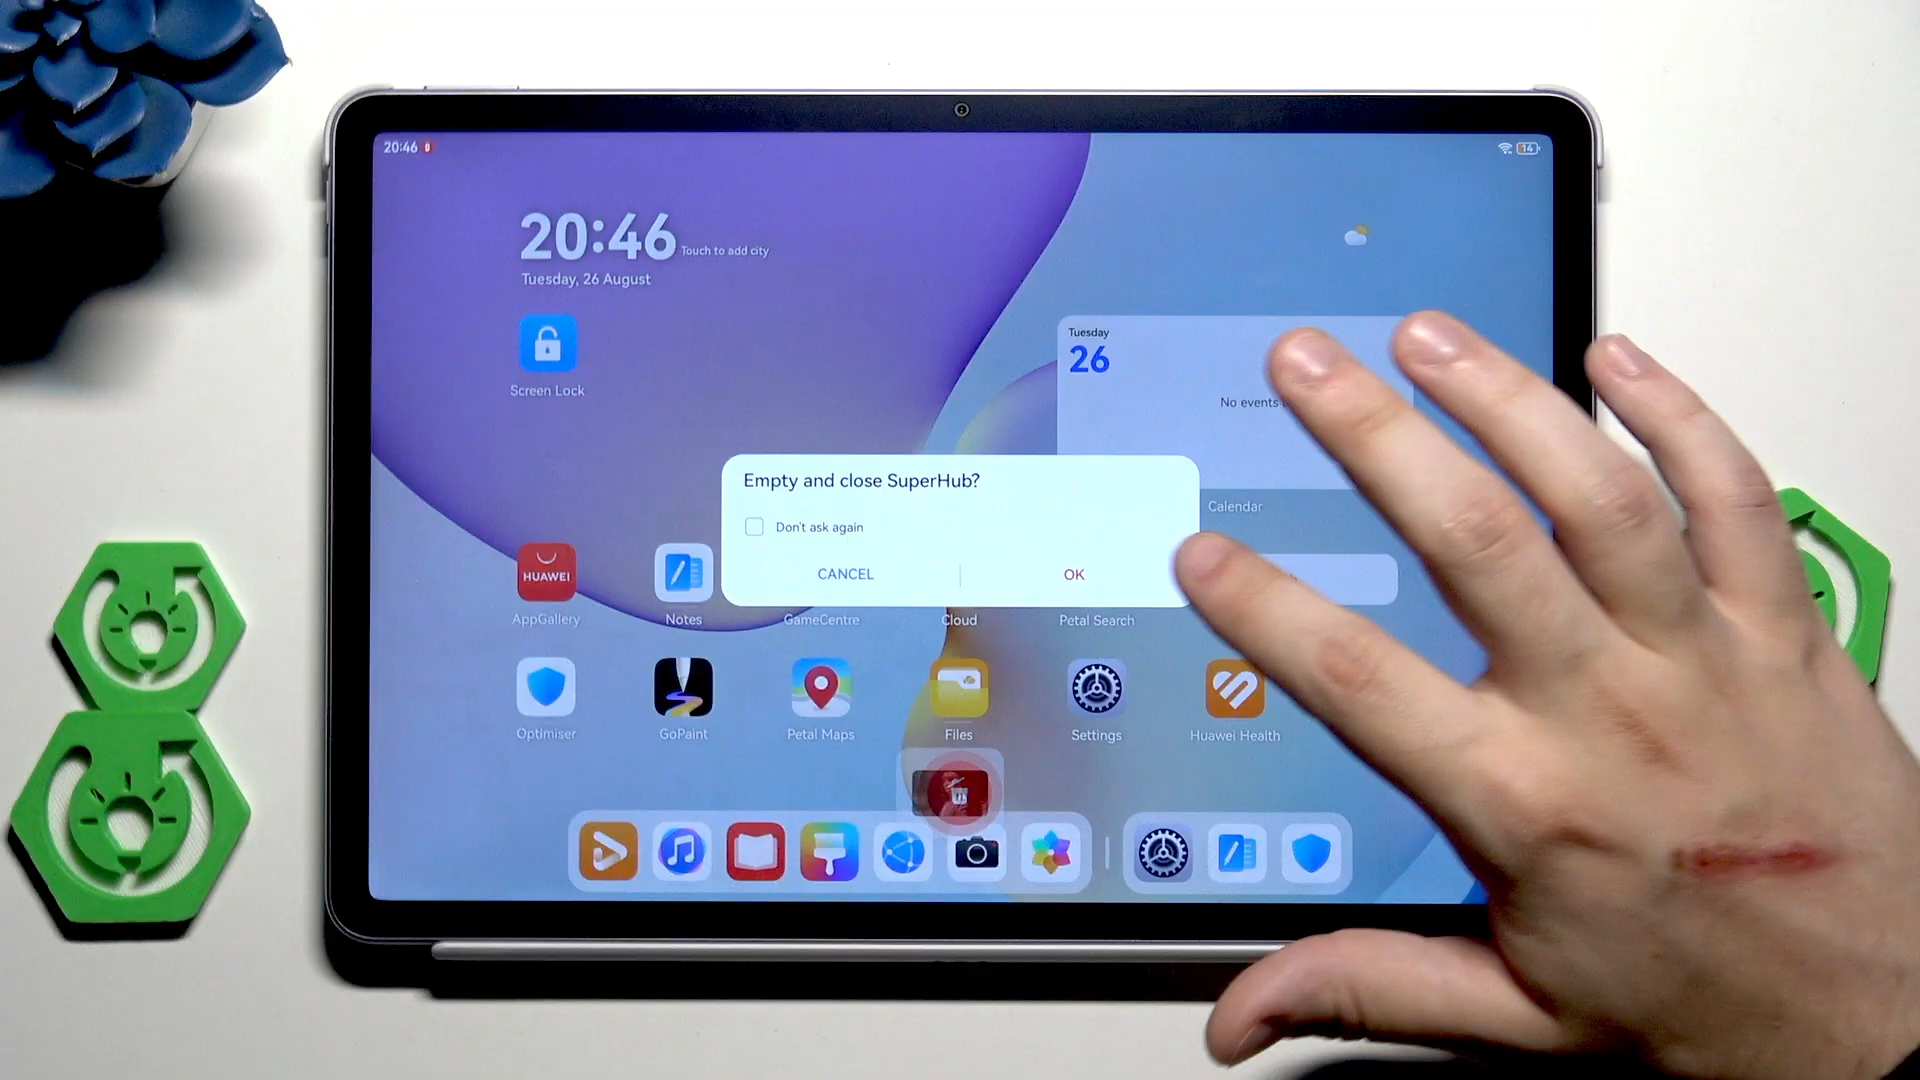 20:46
14
20:46 Touch to add city
Tuesday, 26 August
Screen Lock
Tuesday
26
No events
Empty and close SuperHub?
Don't ask again
CANCEL
OK
Calendar
HUAWEI
AppGallery
Notes
GameCentre
Cloud
Petal Search
Optimiser
GoPaint
Petal Maps
Files
Settings
Huawei Health